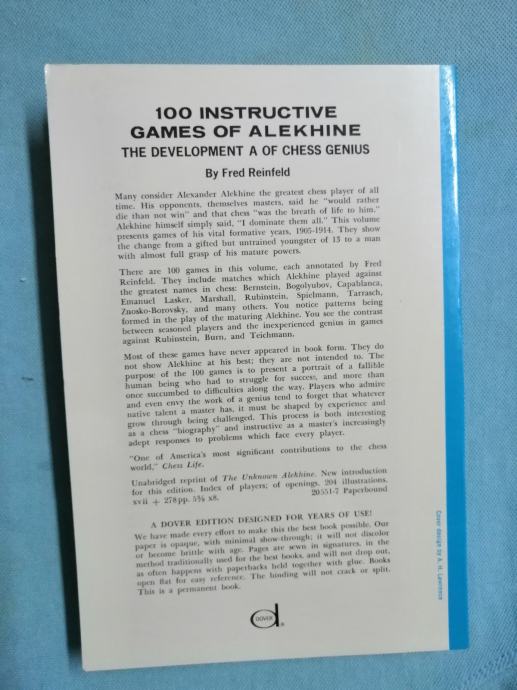 100 INSTRUCTIVE
GAMES OF ALEKHINE
THE DEVELOPMENT A OF CHESS GENIUS
By Fred Reinfeld
Many consider Alexander Alekhine the greatest chess player of all
time. His opponents, themselves masters, said he "would rather
die than not win" and that chess "was the breath of life to him."
Alekhine himself simply said, "I dominate them all." This volume
presents games of his vital formative years, 1905-1914. They show
the change from a gifted but untrained youngster of 13 to a man
with almost full grasp of his mature powers.
There are 100 games in this volume, each annotated by Fred
Reinfeld. They include matches which Alekhine played against
the greatest names in chess: Bernstein, Bogolyubov, Capablanca,
Emanuel Lasker, Marshall, Rubinstein, Spielmann, Tarrasch,
Znosko-Borovsky, and many others. You notice patterns being
formed in the play of the maturing Alekhine. You see the contrast
between seasoned players and the inexperienced genius in games
against Rubinstein, Burn, and Teichmann.
Most of these games have never appeared in book form. They do
not show Alekhine at his best; they are not intended to. The
purpose of the 100 games is to present a portrait of a fallible
human being who had to struggle for success, and more than
once succumbed to difficulties along the way. Players who admire
and even envy the work of a genius tend to forget that whatever
native talent a master has, it must be shaped by experience and
grow through being challenged. This process is both interesting
as a chess "biography" and instructive as a master's increasingly
adept responses to problems which face every player.
"One of America's most significant contributions to the chess
world," Chess Life.
Unabridged reprint of The Unknown Alekhine. New introduction
for this edition. Index of players; of openings. 204 illustrations.
xvii + 278pp. 5⅜ x8. 20551-7 Paperbound
A DOVER EDITION DESIGNED FOR YEARS OF USE!
We have made every effort to make this the best book possible. Our
paper is opaque, with minimal show-through; it will not discolor
or become brittle with age. Pages are sewn in signatures, in the
method traditionally used for the best books, and will not drop out,
as often happens with paperbacks held together with glue. Books
open flat for easy reference. The binding will not crack or split.
This is a permanent book.
DOVER
®
Cover design by A. H. Lawrence